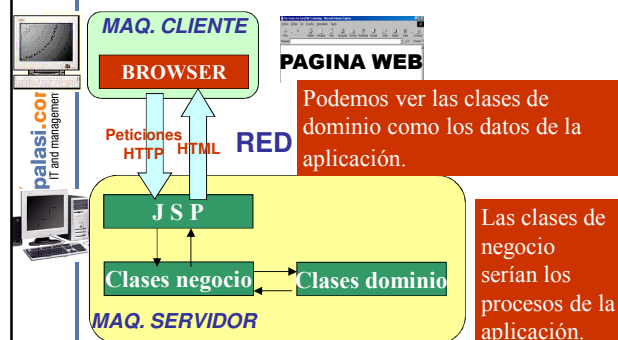 MAQ. CLIENTE
BROWSER
PAGINA WEB
Peticiones
HTTP
HTML
RED
Podemos ver las clases de
dominio como los datos de la
aplicación.
palasi.com
IT and managemen
J S P
Clases negocio
Clases dominio
MAQ. SERVIDOR
Las clases de
negocio
serían los
procesos de la
aplicación.